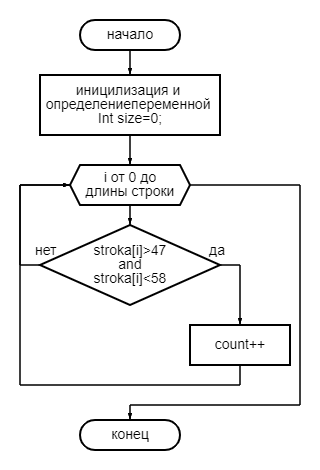 начало
иницилизация и
определениепеременной
Int size=0;
i от 0 до
длины строки
нет
stroka[i]>47
да
and
stroka[i]<58
count++
конец